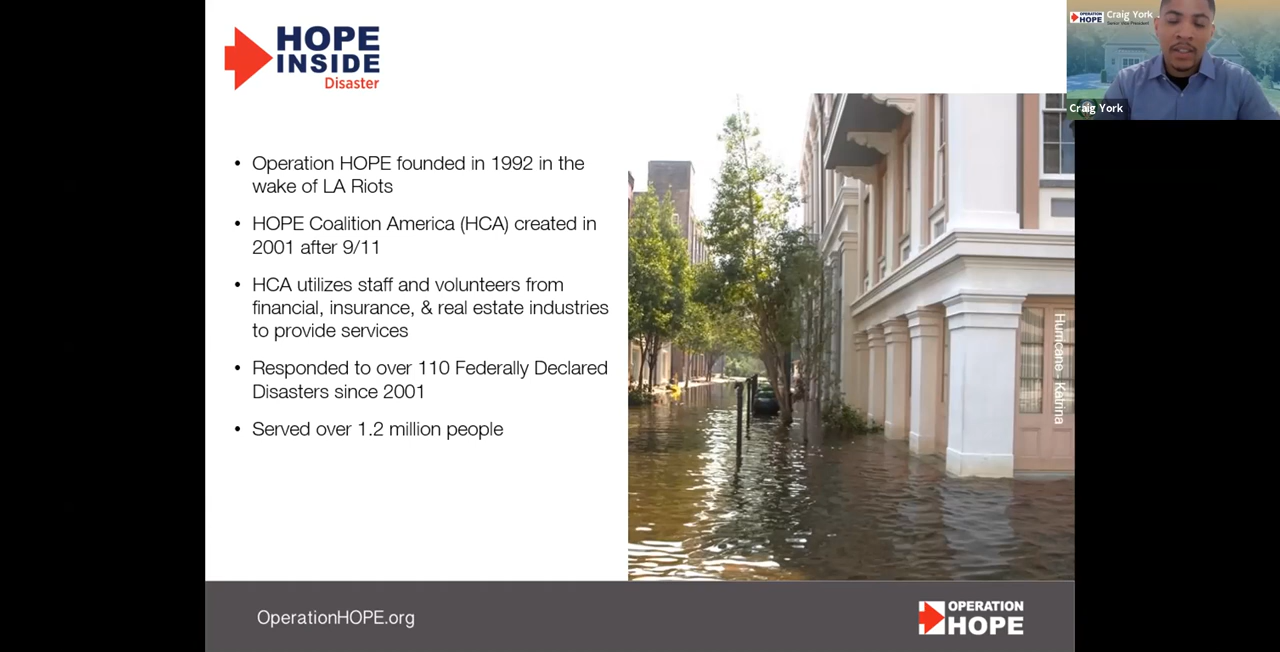 HOPE
INSIDE
Disaster
OPERATION
HOPE
Craig York
Senior Vice President
Craig York
• Operation HOPE founded in 1992 in the
wake of LA Riots
• HOPE Coalition America (HCA) created in
2001 after 9/11
• HCA utilizes staff and volunteers from
financial, insurance, & real estate industries
to provide services
• Responded to over 110 Federally Declared
Disasters since 2001
• Served over 1.2 million people
Hurricane - Katrina
OperationHOPE.org
OPERATION
HOPE